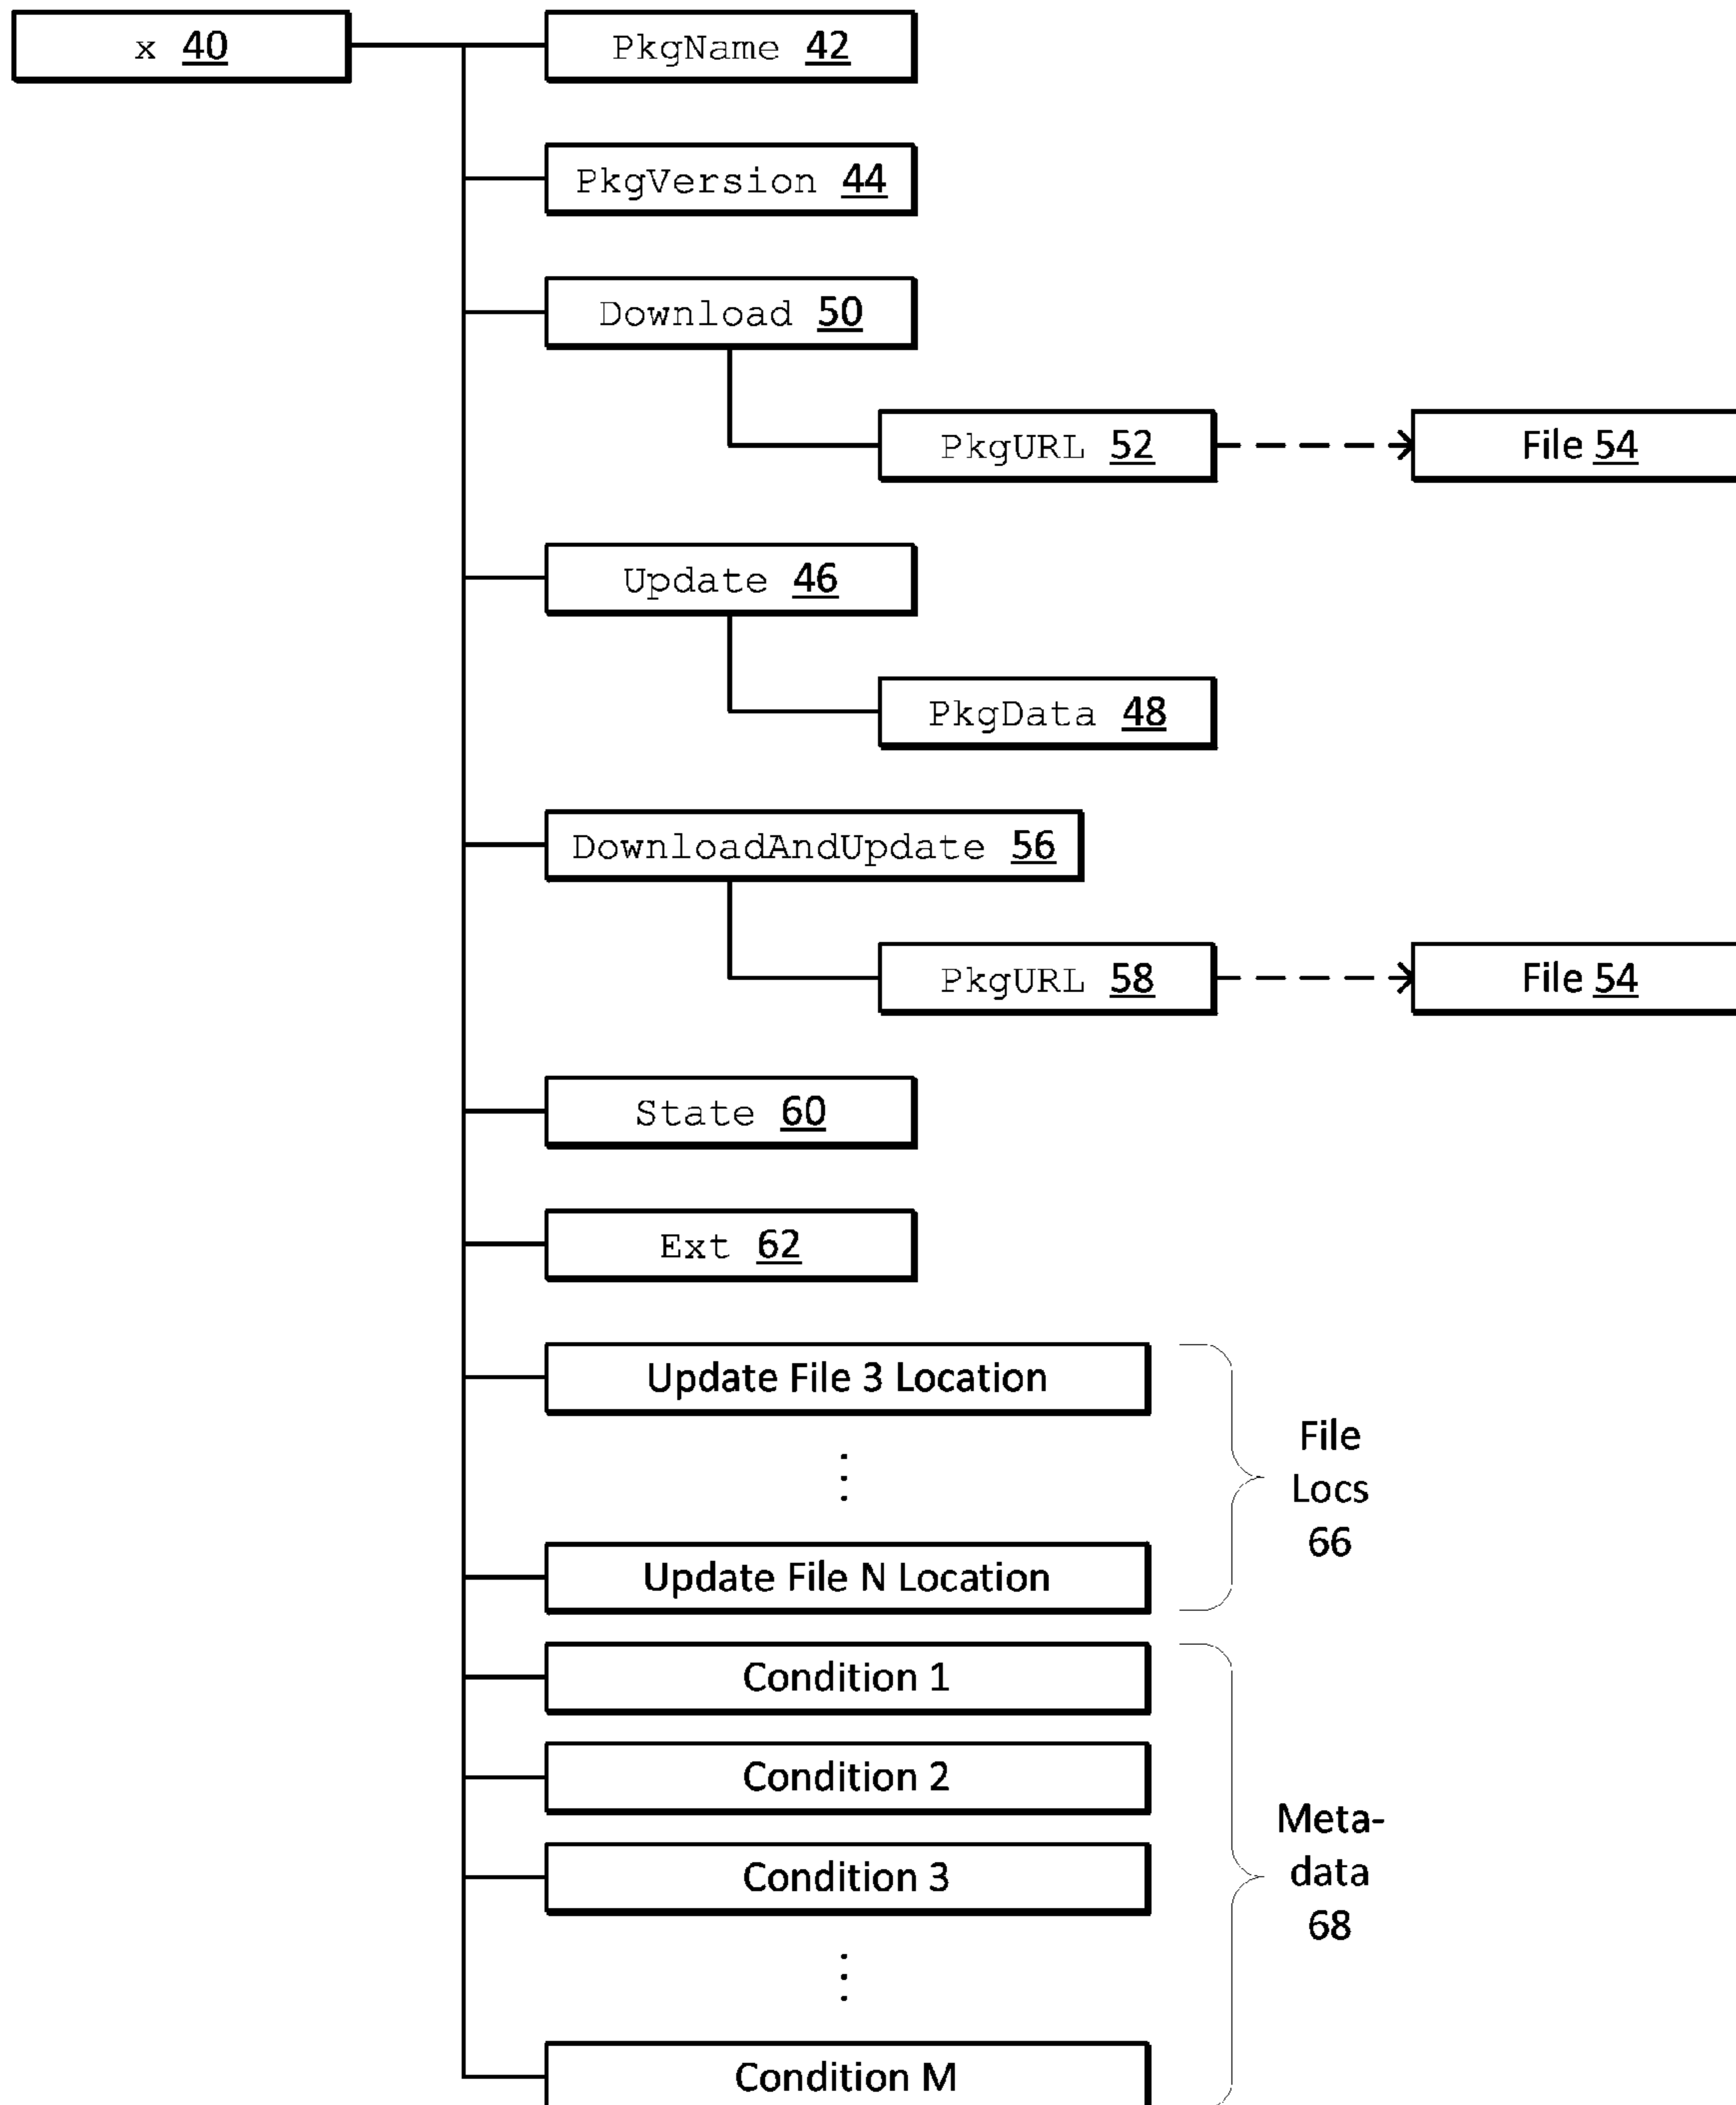 x 40
PkgName 42
PkgVersion 44
Download 50
PkgURL 52
File 54
Update 46
PkgData 48
DownloadAndUpdate 56
PkgURL 58
File 54
State 60
Ext 62
Update File 3 Location
⋮
Update File N Location
File
Locs
66
Condition 1
Condition 2
Condition 3
⋮
Condition M
Meta-
data
68